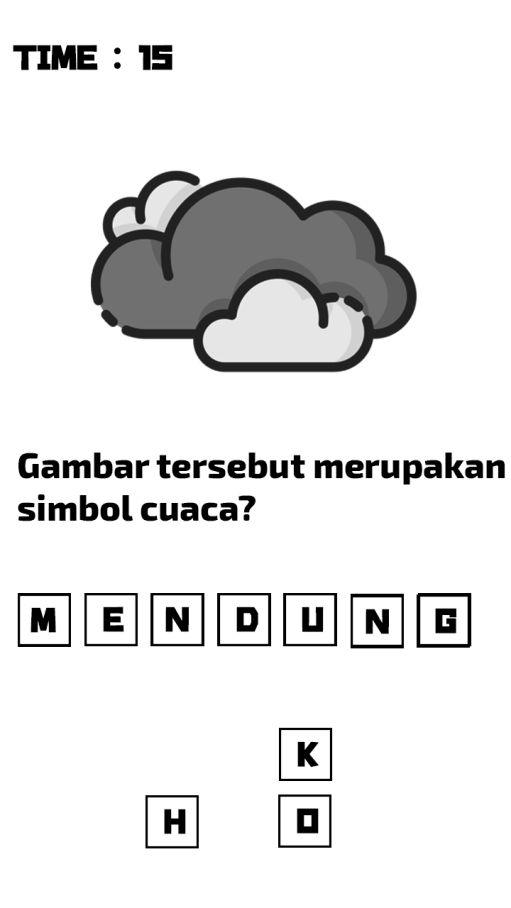 TIME : 15
Gambar tersebut merupakan
simbol cuaca?
M E N D U N G
K
H O